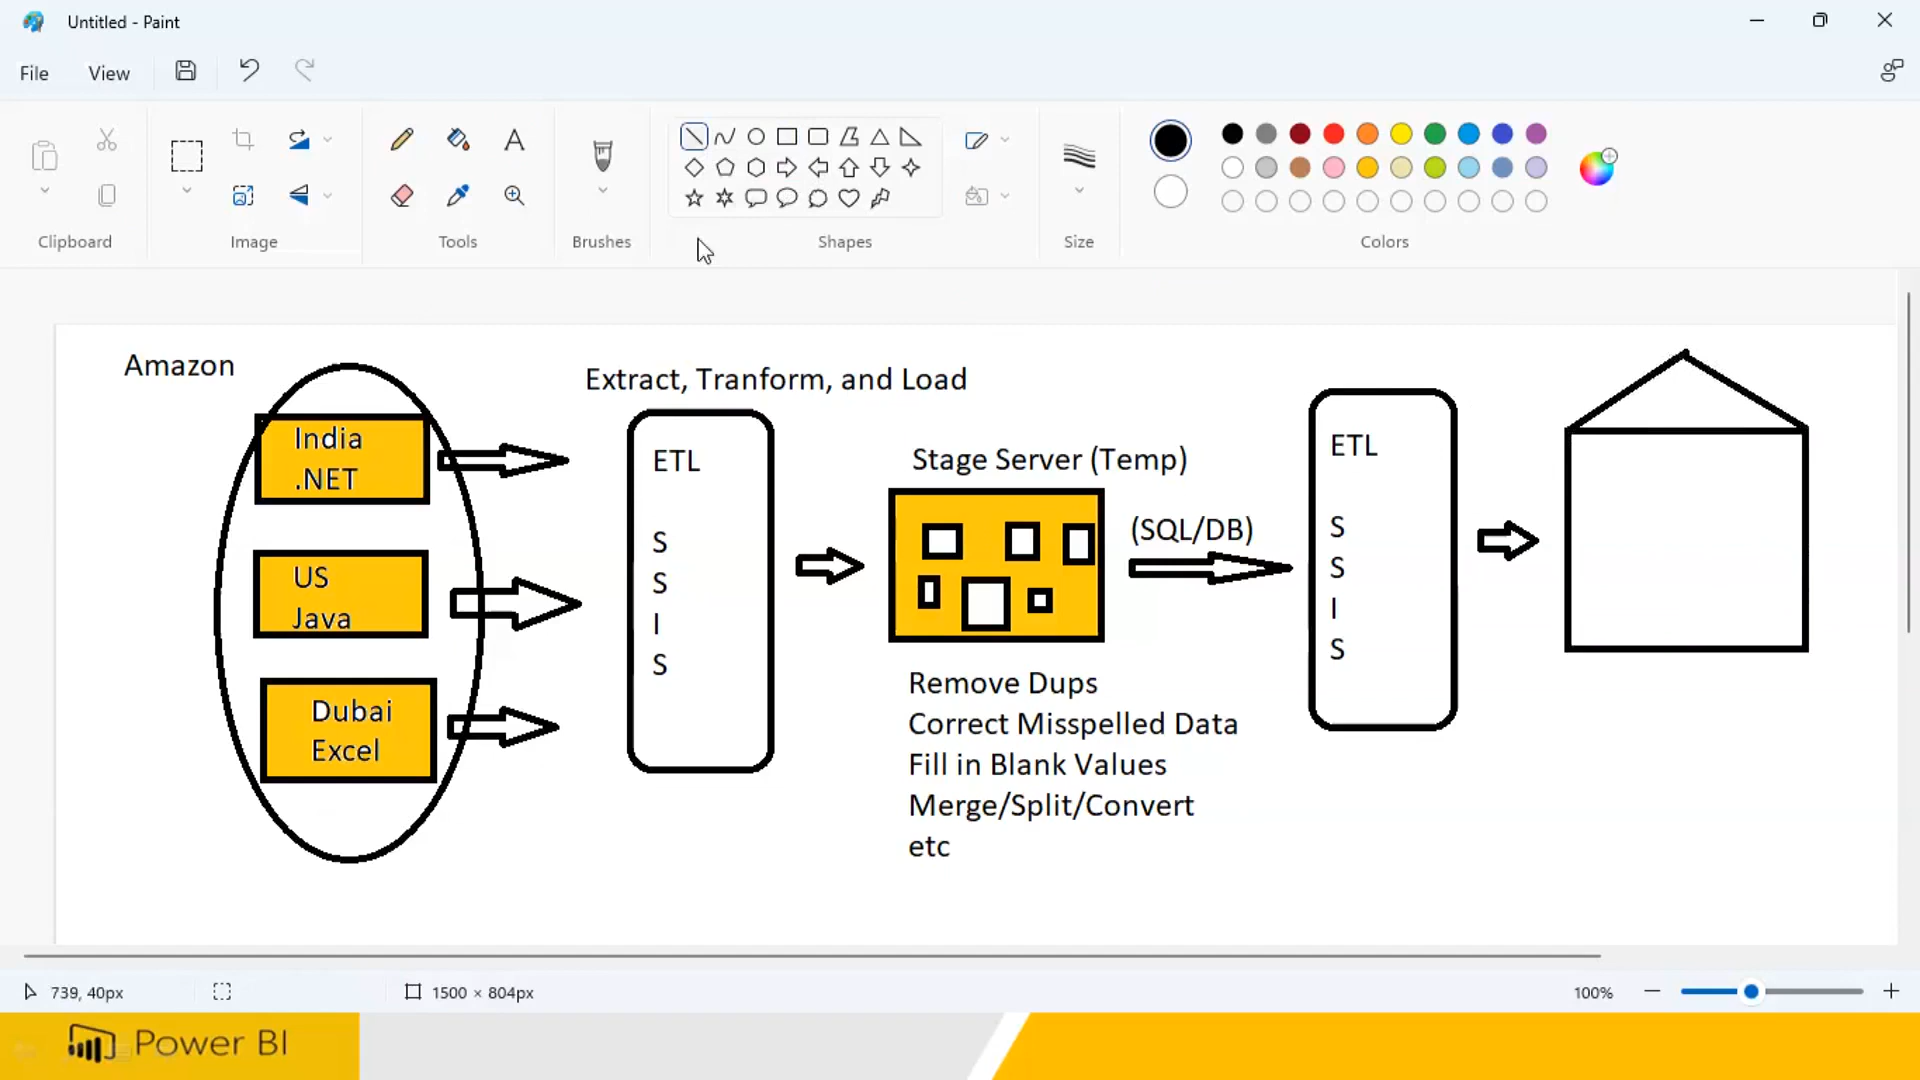 Untitled - Paint
File
View
Clipboard
Image
Tools
Brushes
Shapes
Size
Colors
Amazon
India
.NET
US
Java
Dubai
Excel
Extract, Tranform, and Load
ETL
S
S
I
S
Stage Server (Temp)
(SQL/DB)
Remove Dups
Correct Misspelled Data
Fill in Blank Values
Merge/Split/Convert
etc
ETL
S
S
I
S
739, 40px
1500 × 804px
100%
Power BI